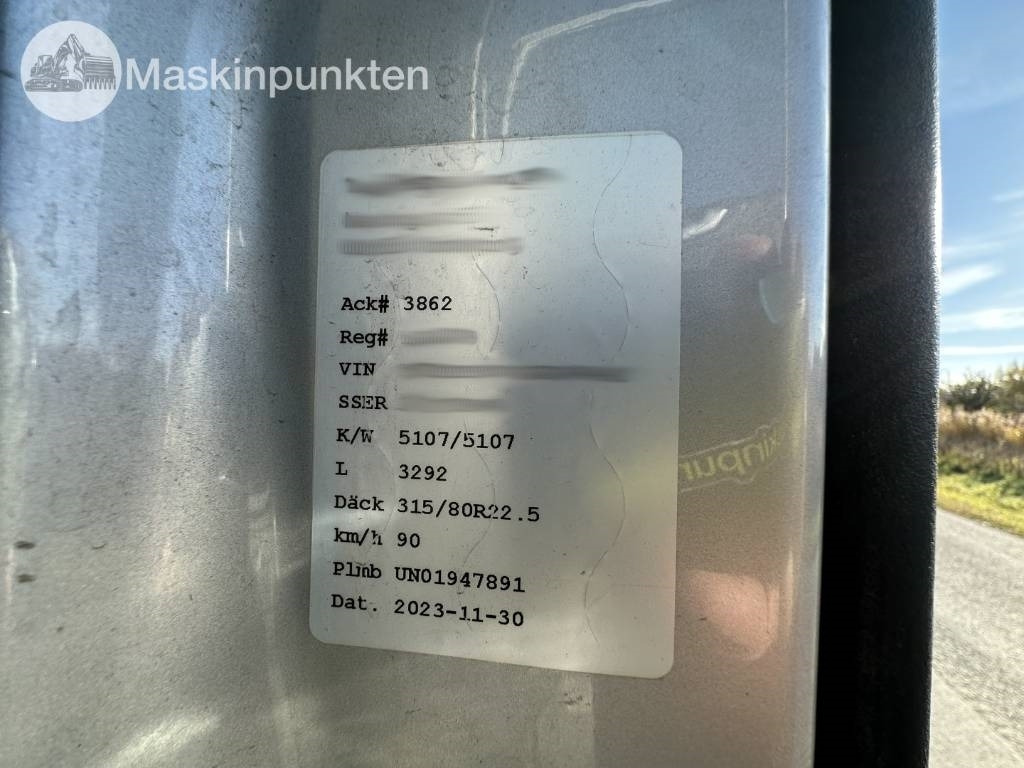 Maskinpunkten
Ack# 3862
Reg#
VIN
SSER
K/W 5107/5107
L 3292
Däck 315/80R22.5
km/h 90
Plmb UN01947891
Dat. 2023-11-30